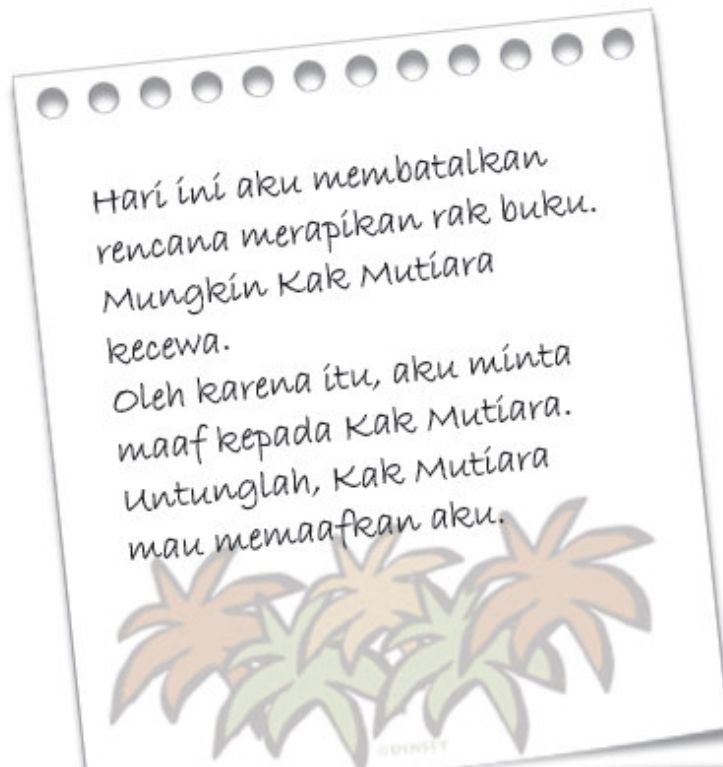 Hari ini aku membatalkan
rencana merapikan rak buku.
Mungkin Kak Mutiara
kecewa.
Oleh karena itu, aku minta
maaf kepada Kak Mutiara.
Untunglah, Kak Mutiara
mau memaafkan aku.